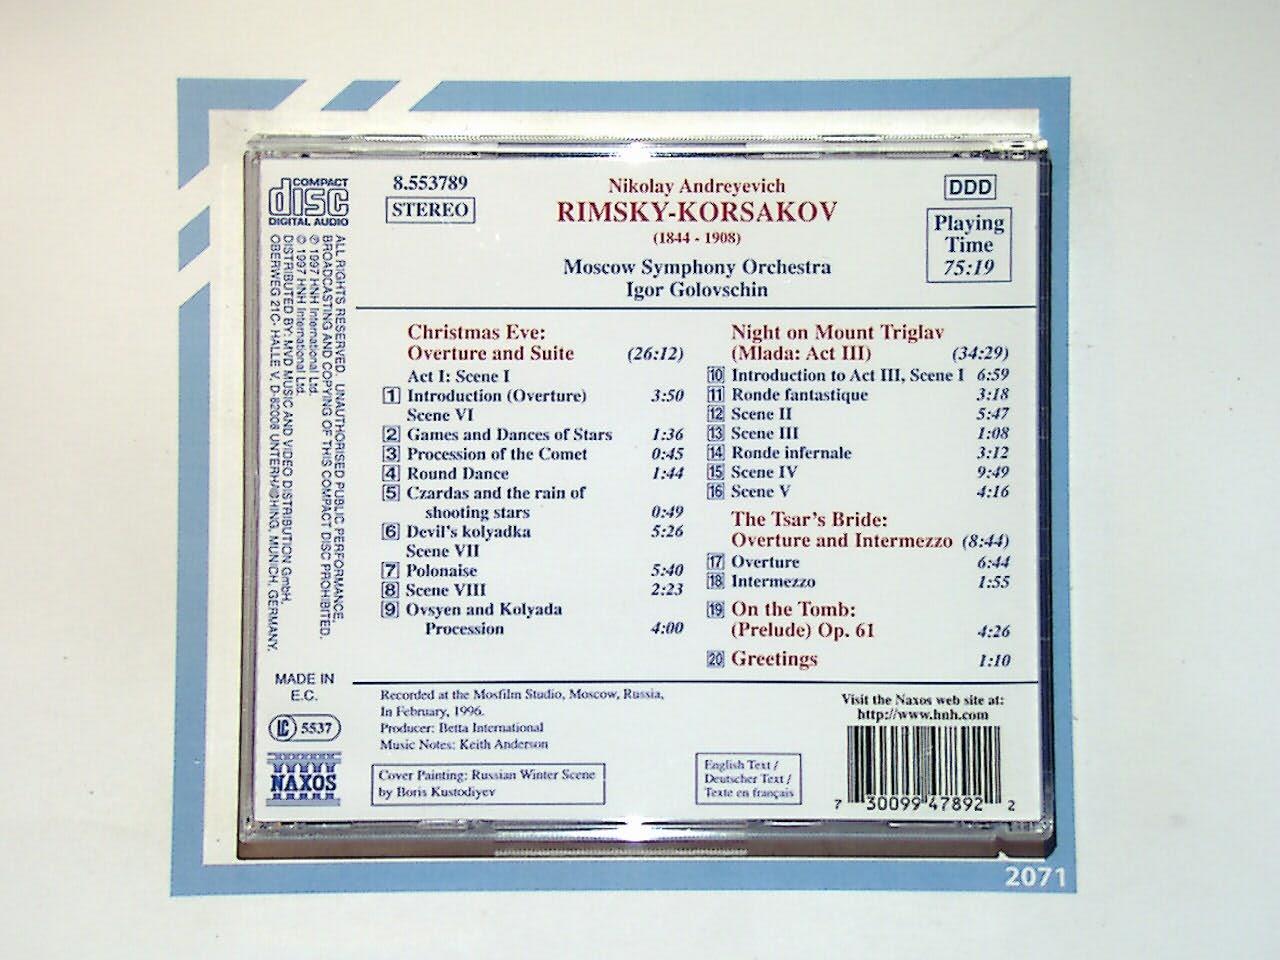 COMPACT
disc
DIGITAL AUDIO
ALL RIGHTS RESERVED. UNAUTHORISED PUBLIC PERFORMANCE,
BROADCASTING AND COPYING OF THIS COMPACT DISC PROHIBITED.
℗ 1997 HNH International Ltd.
© 1997 HNH International Ltd.
DISTRIBUTED BY: MVD MUSIC AND VIDEO DISTRIBUTION GmbH,
OBERWEG 21C- HALLE V, D-82008 UNTERHACHING, MUNICH, GERMANY.
MADE IN
E.C.
LC 5537
NAXOS
8.553789
STEREO
Nikolay Andreyevich
RIMSKY-KORSAKOV
(1844 - 1908)
Moscow Symphony Orchestra
Igor Golovschin
DDD
Playing
Time
75:19
Christmas Eve:
Overture and Suite (26:12)
Act I: Scene I
1 Introduction (Overture) 3:50
Scene VI
2 Games and Dances of Stars 1:36
3 Procession of the Comet 0:45
4 Round Dance 1:44
5 Czardas and the rain of
shooting stars 0:49
6 Devil's kolyadka 5:26
Scene VII
7 Polonaise 5:40
8 Scene VIII 2:23
9 Ovsyen and Kolyada
Procession 4:00
Night on Mount Triglav
(Mlada: Act III) (34:29)
10 Introduction to Act III, Scene I 6:59
11 Ronde fantastique 3:18
12 Scene II 5:47
13 Scene III 1:08
14 Ronde infernale 3:12
15 Scene IV 9:49
16 Scene V 4:16
The Tsar's Bride:
Overture and Intermezzo (8:44)
17 Overture 6:44
18 Intermezzo 1:55
19 On the Tomb:
(Prelude) Op. 61 4:26
20 Greetings 1:10
Recorded at the Mosfilm Studio, Moscow, Russia,
In February, 1996.
Producer: Betta International
Music Notes: Keith Anderson
Cover Painting: Russian Winter Scene
by Boris Kustodiyev
English Text /
Deutscher Text /
Texte en français
Visit the Naxos web site at:
http://www.hnh.com
7 30099 47892 2
2071